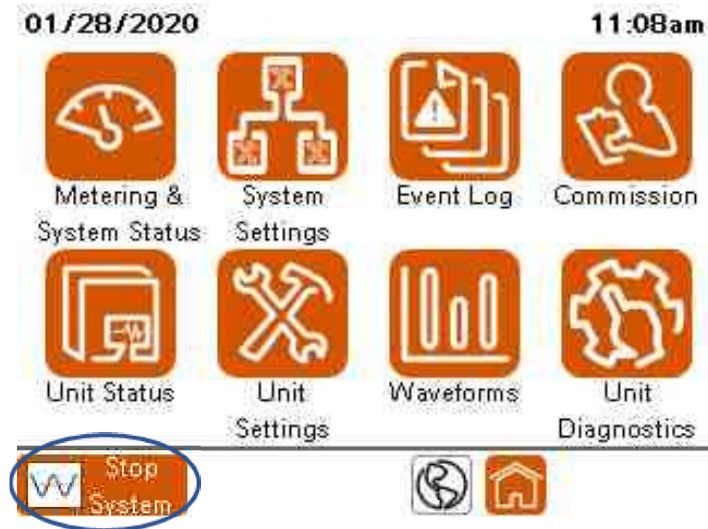 01/28/2020 11:08am
Metering & System Event Log Commission
System Status Settings
Unit Status Unit Waveforms Unit
Settings Diagnostics
Stop
System